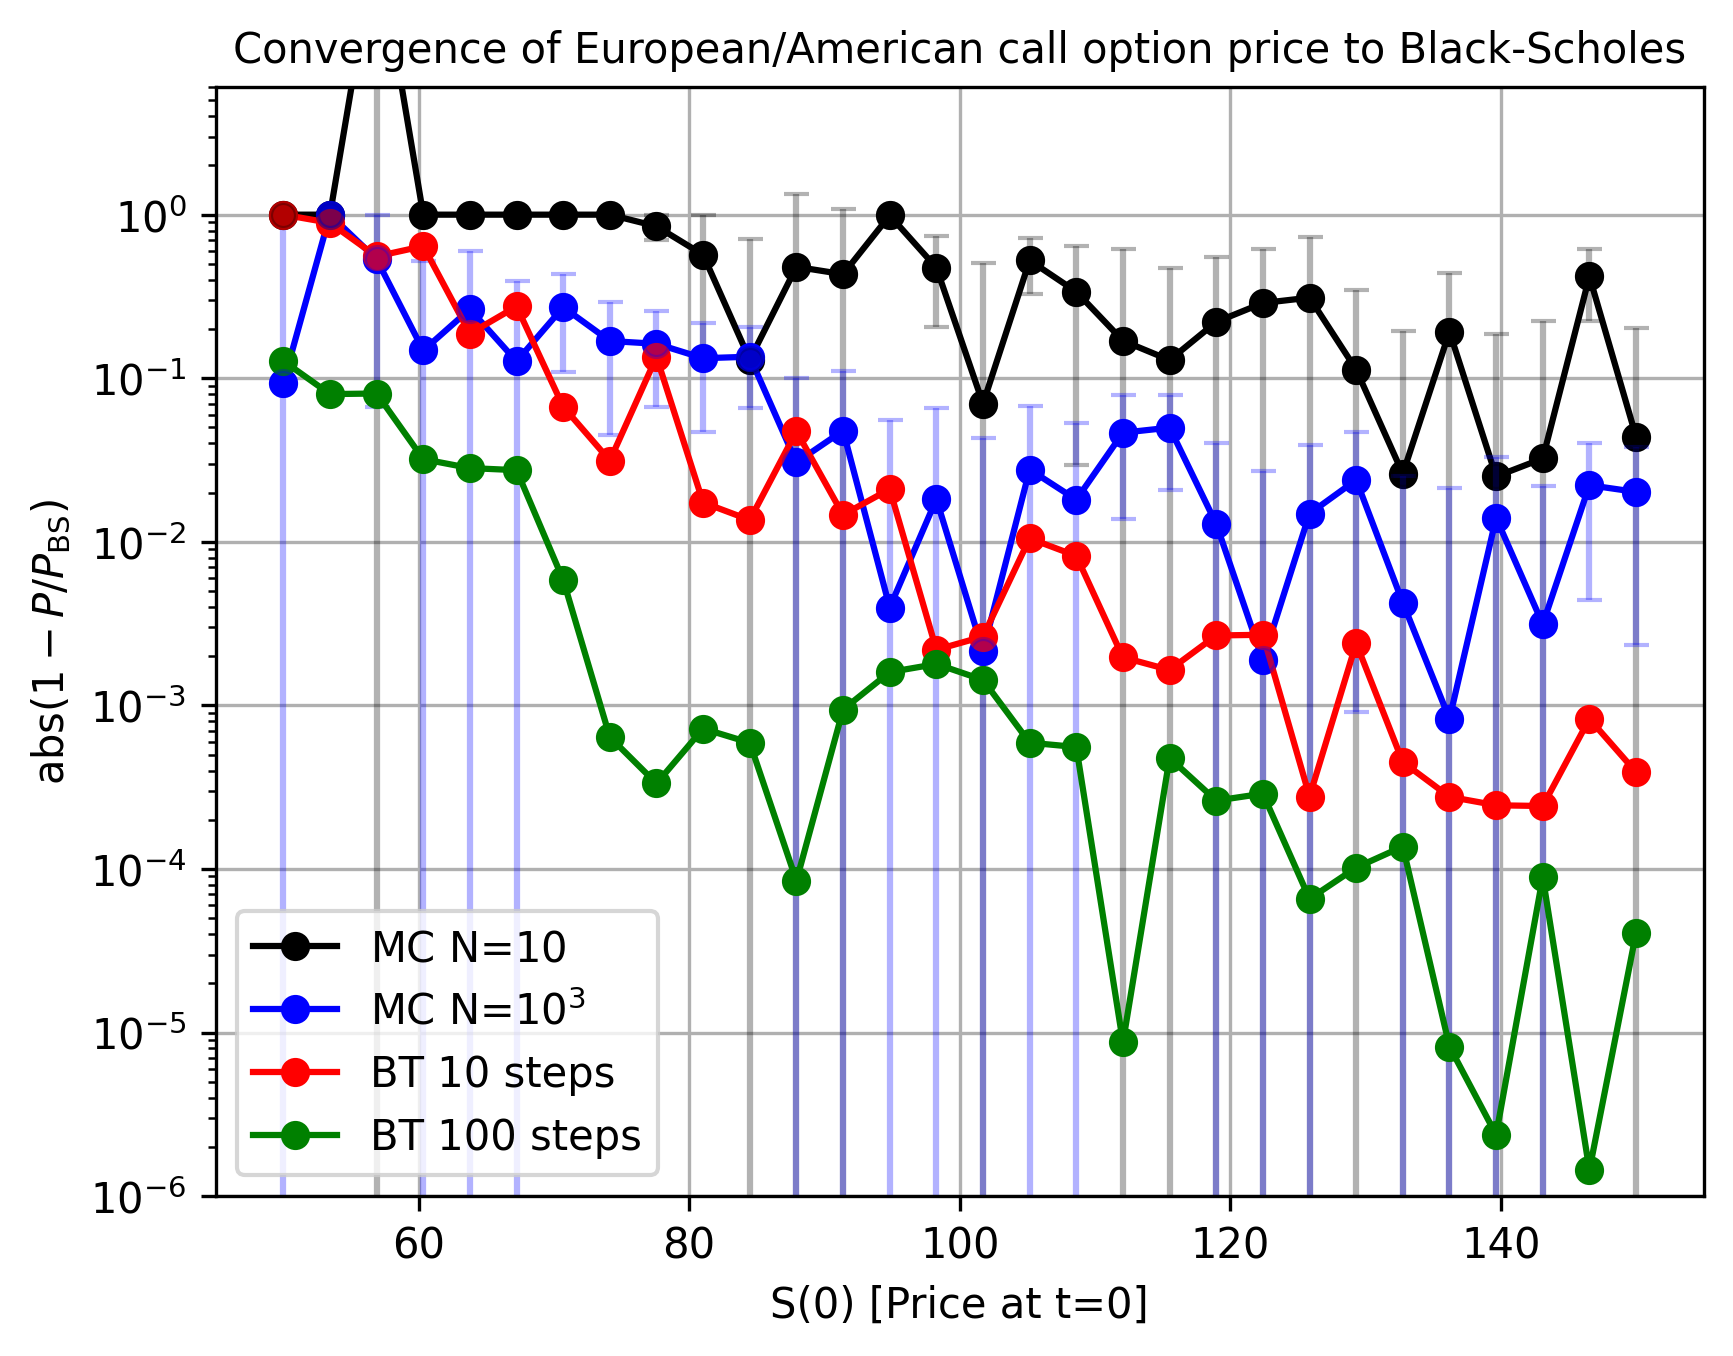 Convergence of European/American call option price to Black-Scholes
abs(1 − P/P_BS)
10⁰
10⁻¹
10⁻²
10⁻³
10⁻⁴
10⁻⁵
10⁻⁶
MC N=10
MC N=10³
BT 10 steps
BT 100 steps
60 80 100 120 140
S(0) [Price at t=0]